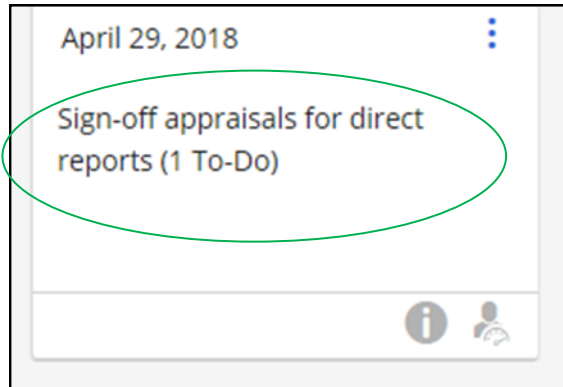 April 29, 2018
Sign-off appraisals for direct
reports (1 To-Do)